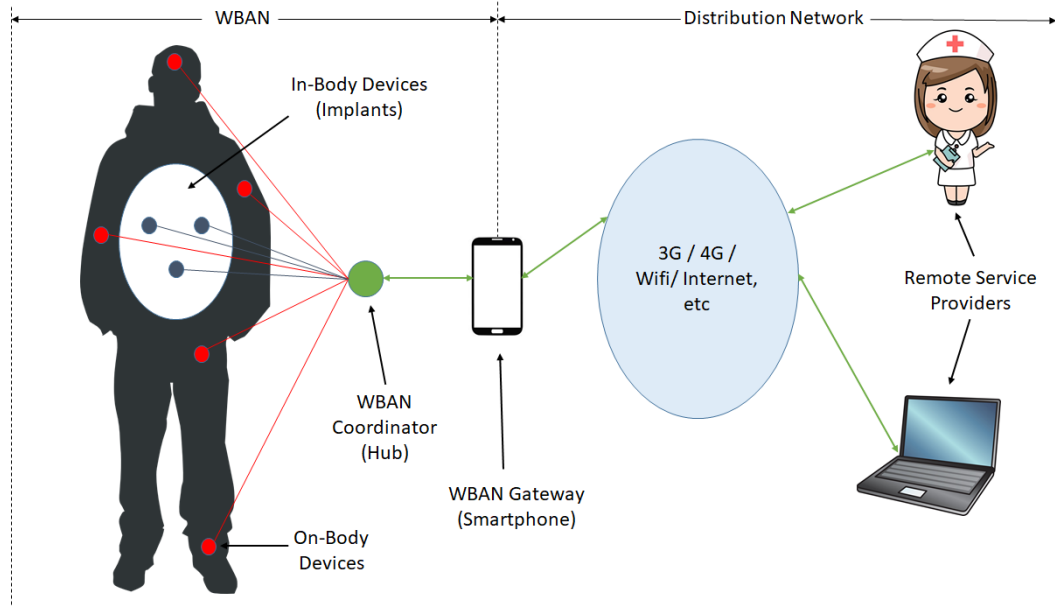 WBAN
Distribution Network
In-Body Devices
(Implants)
3G / 4G /
Wifi/ Internet,
etc
Remote Service
Providers
WBAN
Coordinator
(Hub)
WBAN Gateway
(Smartphone)
On-Body
Devices